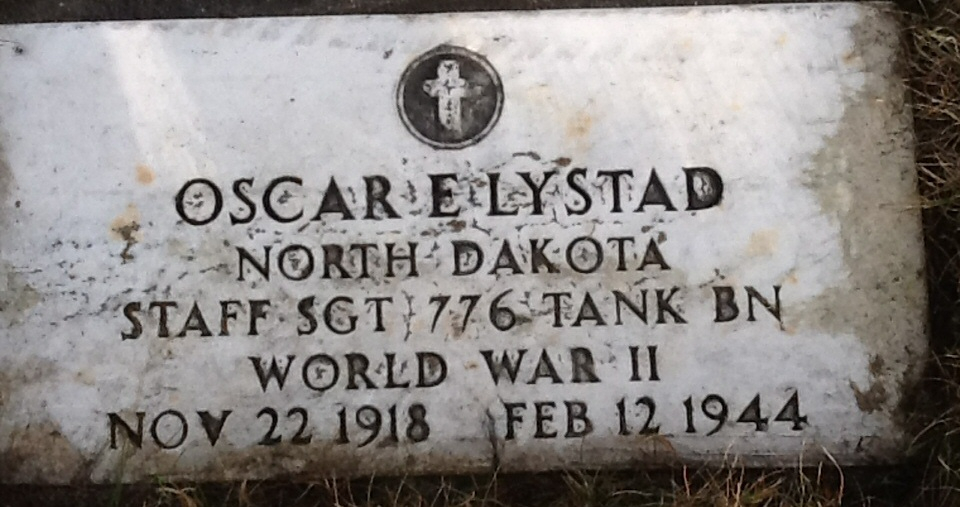 OSCAR E LYSTAD
NORTH DAKOTA
STAFF SGT 776 TANK BN
WORLD WAR II
NOV 22 1918 FEB 12 1944